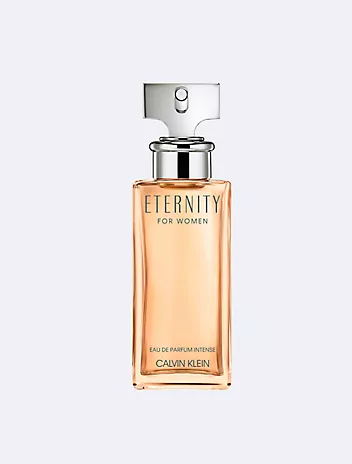 ETERNITY
FOR WOMEN
EAU DE PARFUM INTENSE
CALVIN KLEIN